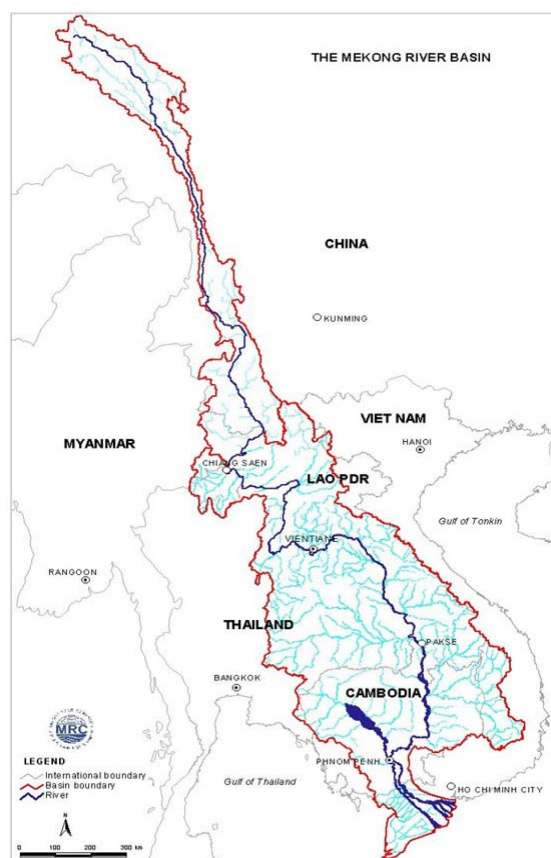 THE MEKONG RIVER BASIN
CHINA
KUNMING
VIET NAM
MYANMAR
HANOI
CHIANG SAEN
LAO PDR
Gulf of Tonkin
VIENTIANE
RANGOON
THAILAND
PAKSE
BANGKOK
CAMBODIA
MRC
PHNOM PENH
LEGEND
International boundary
Basin boundary
River
Gulf of Thailand
HO CHI MINH CITY
N
0 100 200 300 km